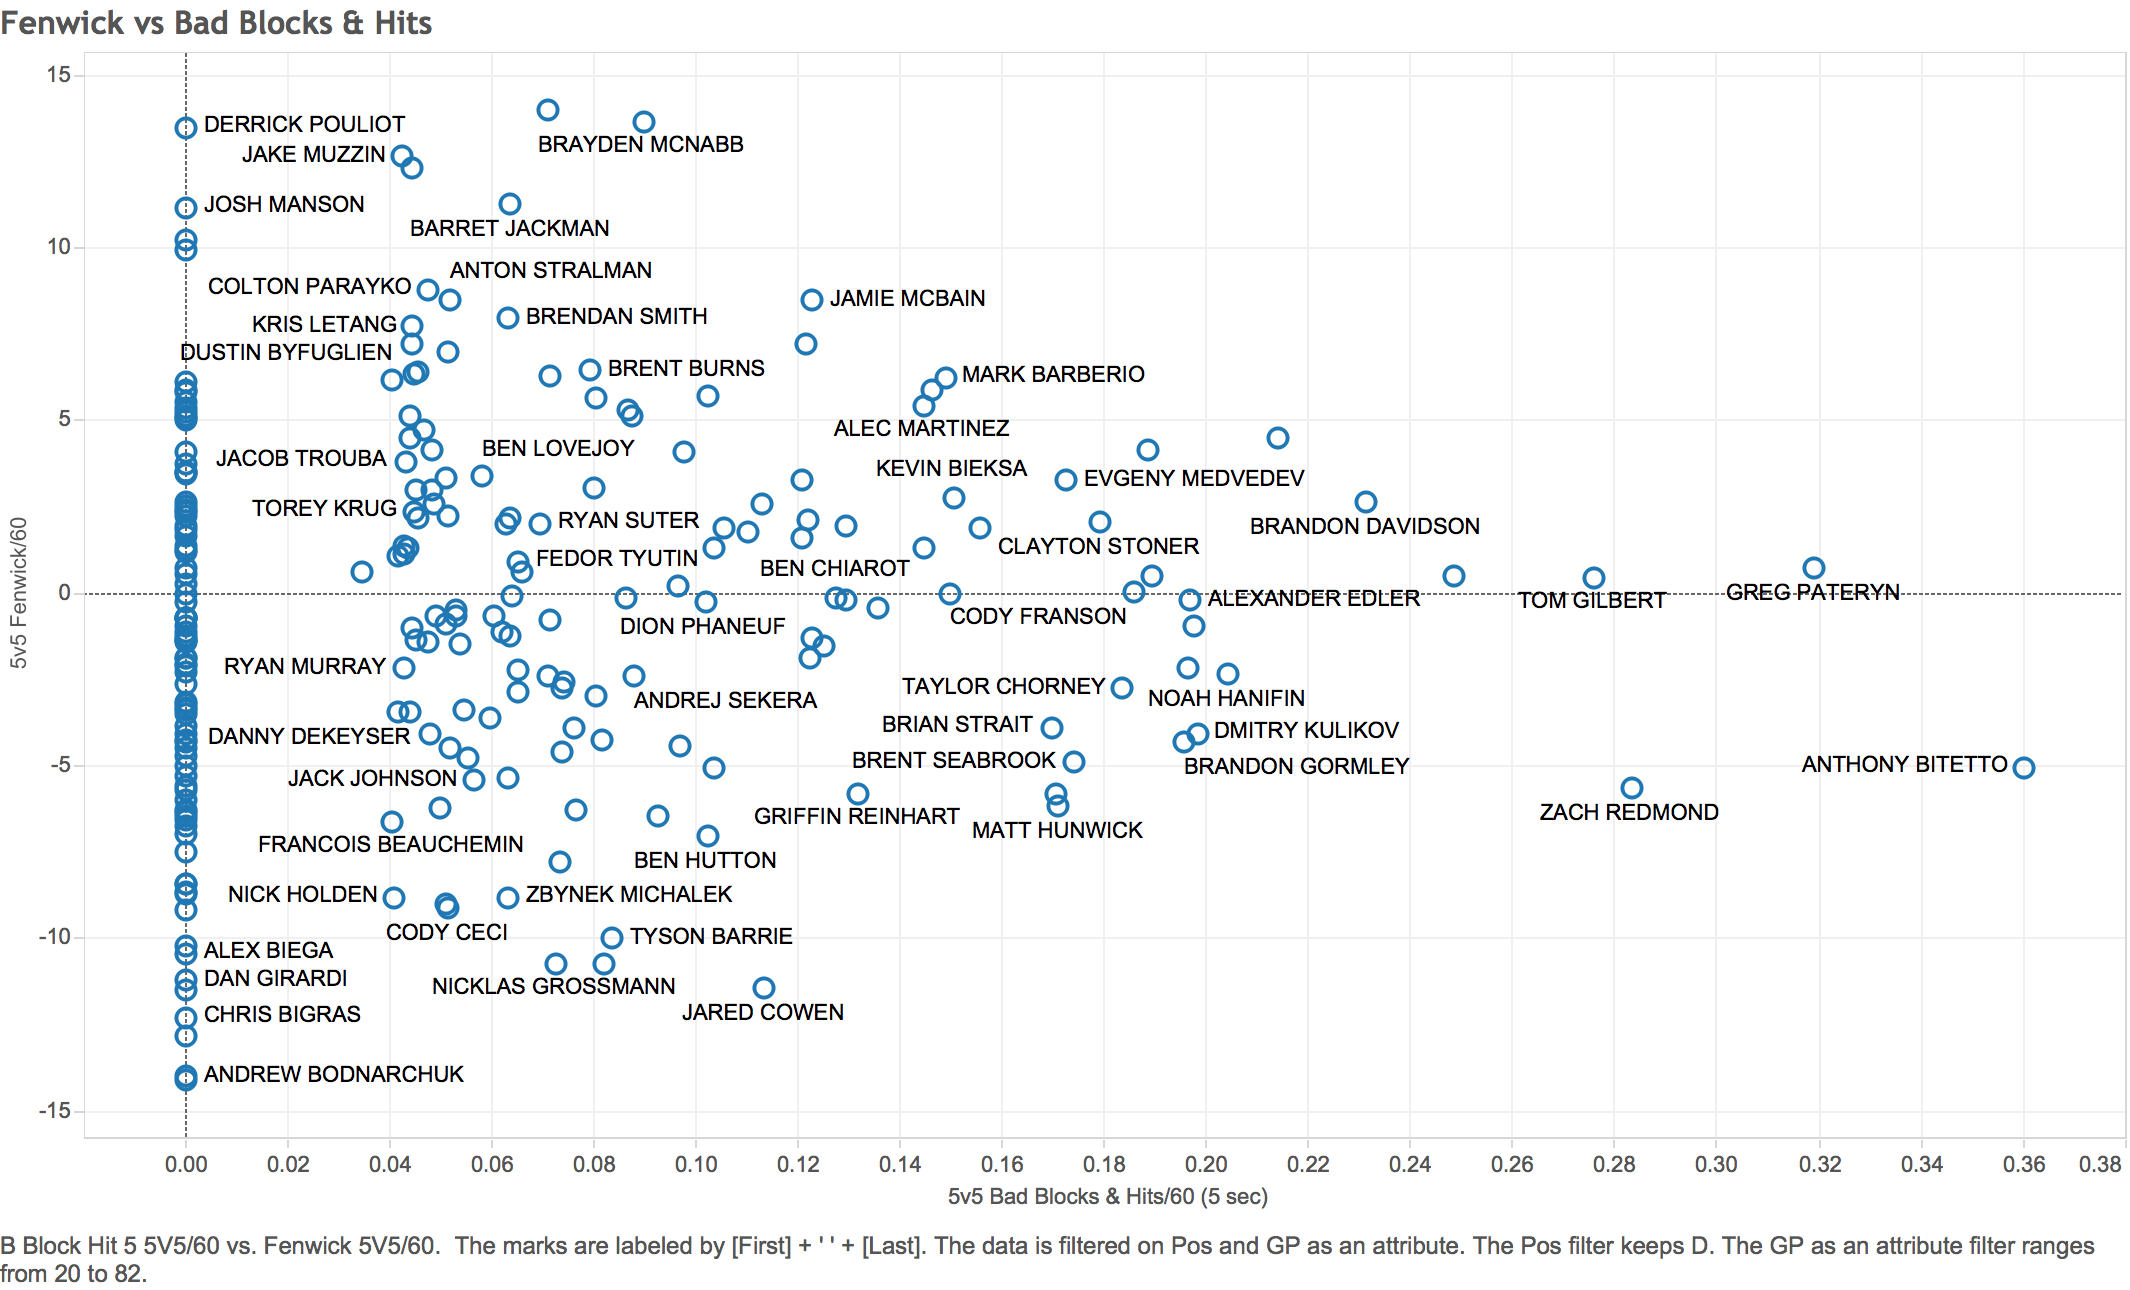 Fenwick vs Bad Blocks & Hits
15
DERRICK POULIOT
BRAYDEN MCNABB
JAKE MUZZIN
JOSH MANSON
BARRET JACKMAN
10
ANTON STRALMAN
COLTON PARAYKO
JAMIE MCBAIN
BRENDAN SMITH
KRIS LETANG
DUSTIN BYFUGLIEN
BRENT BURNS
MARK BARBERIO
5
ALEC MARTINEZ
BEN LOVEJOY
JACOB TROUBA
KEVIN BIEKSA
EVGENY MEDVEDEV
TOREY KRUG
RYAN SUTER
BRANDON DAVIDSON
CLAYTON STONER
FEDOR TYUTIN
BEN CHIAROT
0
ALEXANDER EDLER
TOM GILBERT
GREG PATERYN
CODY FRANSON
DION PHANEUF
5v5 Fenwick/60
RYAN MURRAY
TAYLOR CHORNEY
NOAH HANIFIN
ANDREJ SEKERA
BRIAN STRAIT
DMITRY KULIKOV
DANNY DEKEYSER
BRENT SEABROOK
BRANDON GORMLEY
ANTHONY BITETTO
-5
JACK JOHNSON
ZACH REDMOND
GRIFFIN REINHART
MATT HUNWICK
FRANCOIS BEAUCHEMIN
BEN HUTTON
NICK HOLDEN
ZBYNEK MICHALEK
CODY CECI
TYSON BARRIE
-10
ALEX BIEGA
DAN GIRARDI
NICKLAS GROSSMANN
JARED COWEN
CHRIS BIGRAS
ANDREW BODNARCHUK
-15
0.00 0.02 0.04 0.06 0.08 0.10 0.12 0.14 0.16 0.18 0.20 0.22 0.24 0.26 0.28 0.30 0.32 0.34 0.36 0.38
5v5 Bad Blocks & Hits/60 (5 sec)
B Block Hit 5 5V5/60 vs. Fenwick 5V5/60.  The marks are labeled by [First] + ' ' + [Last]. The data is filtered on Pos and GP as an attribute. The Pos filter keeps D. The GP as an attribute filter ranges
from 20 to 82.